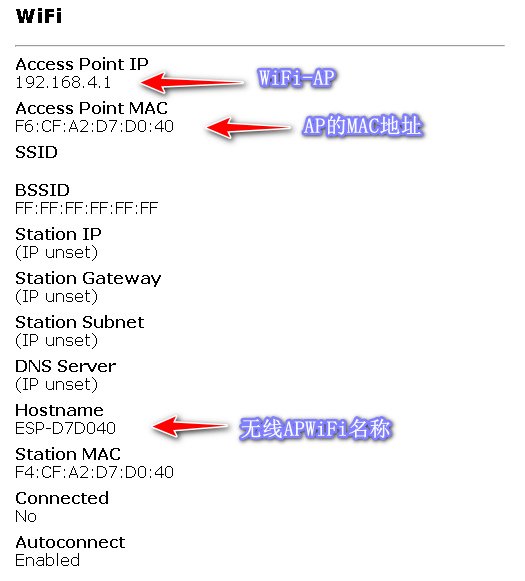 WiFi
Access Point IP
192.168.4.1
WiFi-AP
Access Point MAC
F6:CF:A2:D7:D0:40
AP的MAC地址
SSID
BSSID
FF:FF:FF:FF:FF:FF
Station IP
(IP unset)
Station Gateway
(IP unset)
Station Subnet
(IP unset)
DNS Server
(IP unset)
Hostname
ESP-D7D040
无线APWiFi名称
Station MAC
F4:CF:A2:D7:D0:40
Connected
No
Autoconnect
Enabled